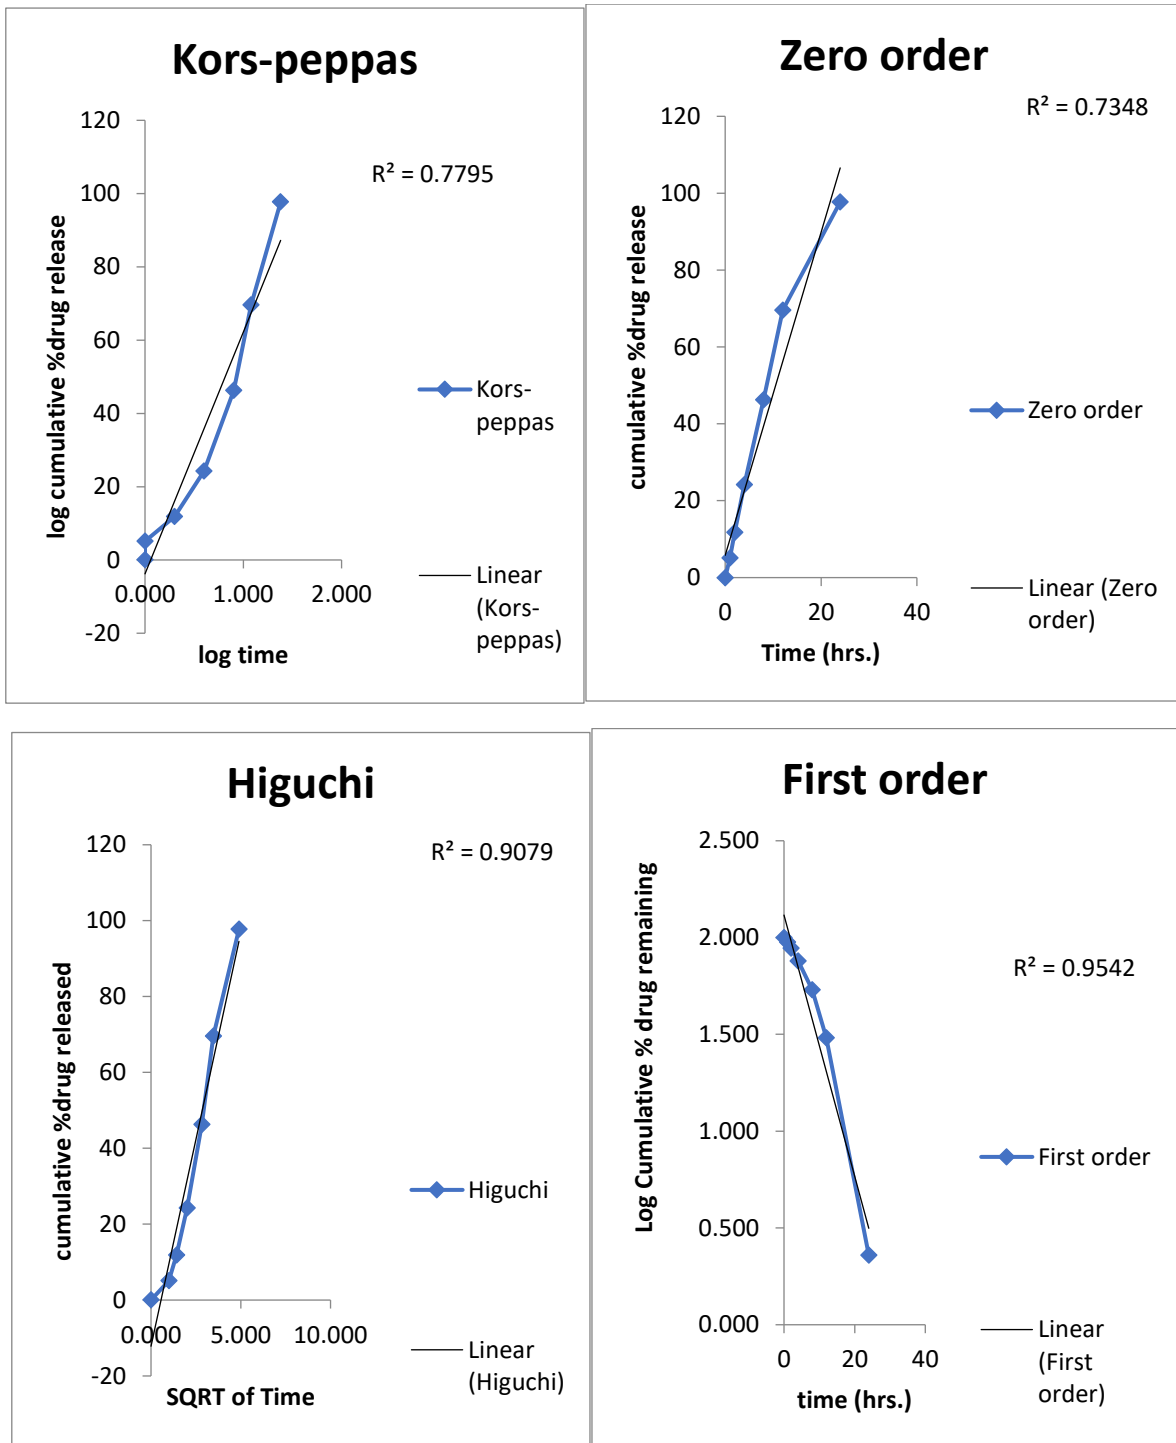 Kors-peppas
R² = 0.7795
120
100
80
60
40
20
0
-20
0.000
1.000
2.000
log cumulative %drug release
log time
Kors-
peppas
Linear
(Kors-
peppas)
Zero order
R² = 0.7348
120
100
80
60
40
20
0
0
20
40
cumulative %drug release
Time (hrs.)
Zero order
Linear (Zero
order)
Higuchi
R² = 0.9079
120
100
80
60
40
20
0
-20
0.000
5.000
10.000
cumulative %drug released
SQRT of Time
Higuchi
Linear
(Higuchi)
First order
R² = 0.9542
2.500
2.000
1.500
1.000
0.500
0.000
0
20
40
Log Cumulative % drug remaining
time (hrs.)
First order
Linear
(First
order)